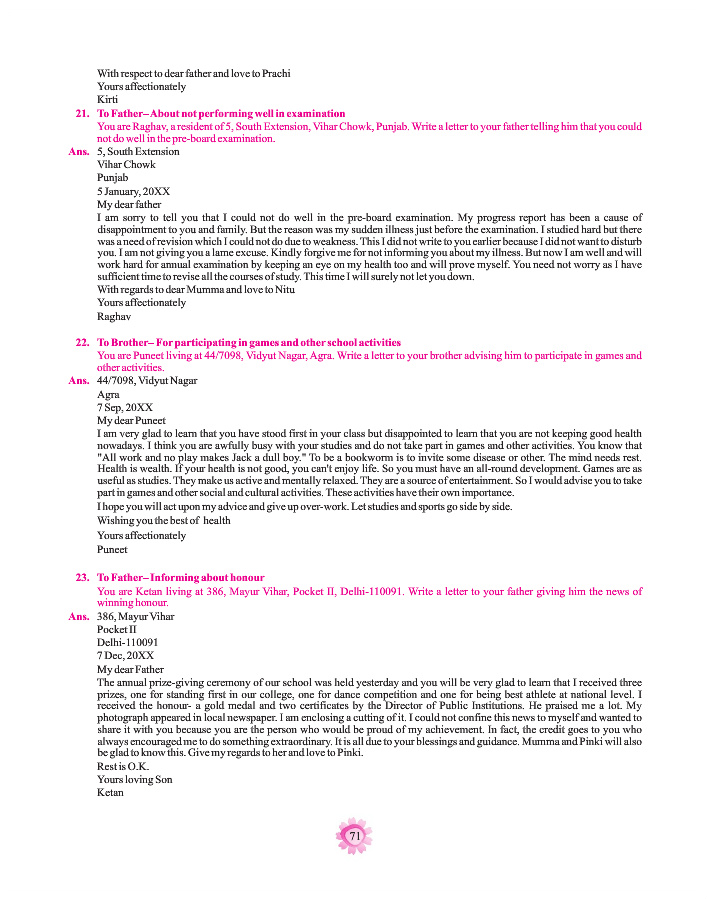 With respect to dear father and love to Prachi
Yours affectionately
Kirti
21. To Father–About not performing well in examination
You are Raghav, a resident of 5, South Extension, Vihar Chowk, Punjab. Write a letter to your father telling him that you could
not do well in the pre-board examination.
Ans. 5, South Extension
Vihar Chowk
Punjab
5 January, 20XX
My dear father
I am sorry to tell you that I could not do well in the pre-board examination. My progress report has been a cause of
disappointment to you and family. But the reason was my sudden illness just before the examination. I studied hard but there
was a need of revision which I could not do due to weakness. This I did not write to you earlier because I did not want to disturb
you. I am not giving you a lame excuse. Kindly forgive me for not informing you about my illness. But now I am well and will
work hard for annual examination by keeping an eye on my health too and will prove myself. You need not worry as I have
sufficient time to revise all the courses of study. This time I will surely not let you down.
With regards to dear Mumma and love to Nitu
Yours affectionately
Raghav
22. To Brother– For participating in games and other school activities
You are Puneet living at 44/7098, Vidyut Nagar, Agra. Write a letter to your brother advising him to participate in games and
other activities.
Ans. 44/7098, Vidyut Nagar
Agra
7 Sep, 20XX
My dear Puneet
I am very glad to learn that you have stood first in your class but disappointed to learn that you are not keeping good health
nowadays. I think you are awfully busy with your studies and do not take part in games and other activities. You know that
"All work and no play makes Jack a dull boy." To be a bookworm is to invite some disease or other. The mind needs rest.
Health is wealth. If your health is not good, you can't enjoy life. So you must have an all-round development. Games are as
useful as studies. They make us active and mentally relaxed. They are a source of entertainment. So I would advise you to take
part in games and other social and cultural activities. These activities have their own importance.
I hope you will act upon my advice and give up over-work. Let studies and sports go side by side.
Wishing you the best of health
Yours affectionately
Puneet
23. To Father–Informing about honour
You are Ketan living at 386, Mayur Vihar, Pocket II, Delhi-110091. Write a letter to your father giving him the news of
winning honour.
Ans. 386, Mayur Vihar
Pocket II
Delhi-110091
7 Dec, 20XX
My dear Father
The annual prize-giving ceremony of our school was held yesterday and you will be very glad to learn that I received three
prizes, one for standing first in our college, one for dance competition and one for being best athlete at national level. I
received the honour- a gold medal and two certificates by the Director of Public Institutions. He praised me a lot. My
photograph appeared in local newspaper. I am enclosing a cutting of it. I could not confine this news to myself and wanted to
share it with you because you are the person who would be proud of my achievement. In fact, the credit goes to you who
always encouraged me to do something extraordinary. It is all due to your blessings and guidance. Mumma and Pinki will also
be glad to know this. Give my regards to her and love to Pinki.
Rest is O.K.
Yours loving Son
Ketan
71